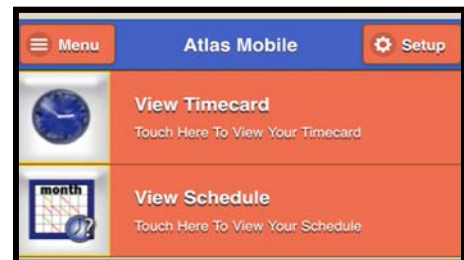 Menu
Atlas Mobile
Setup
View Timecard
Touch Here To View Your Timecard
month
View Schedule
Touch Here To View Your Schedule